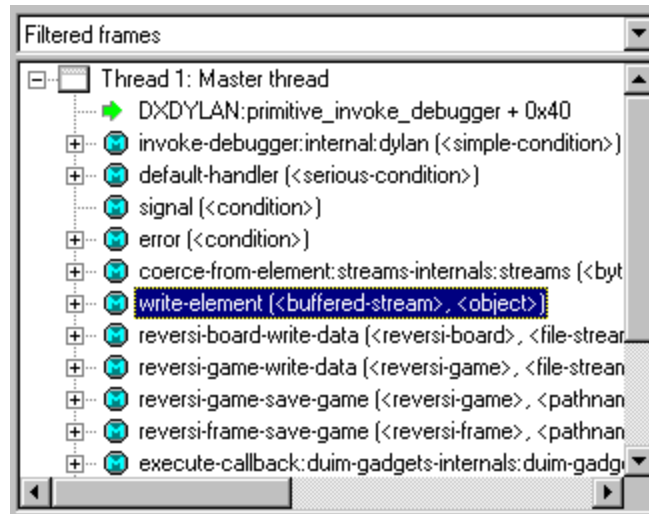 Filtered frames
Thread 1: Master thread
DXDYLAN:primitive_invoke_debugger + 0x40
invoke-debugger:internal:dylan (<simple-condition>)
default-handler (<serious-condition>)
signal (<condition>)
error (<condition>)
coerce-from-element:streams-internals:streams (<byt
write-element (<buffered-stream>, <object>)
reversi-board-write-data (<reversi-board>, <file-strear
reversi-game-write-data (<reversi-game>, <file-strean
reversi-game-save-game (<reversi-game>, <pathnan
reversi-frame-save-game (<reversi-frame>, <pathnan
execute-callback:duim-gadgets-internals:duim-gadg